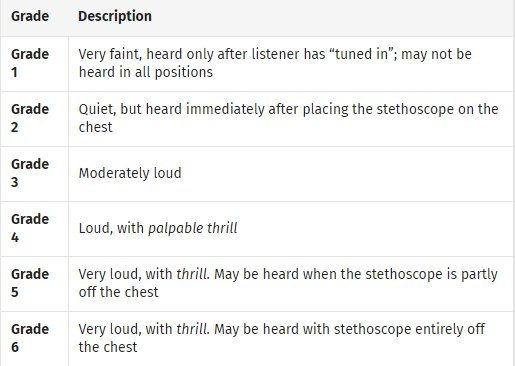 Grade Description
Grade 1 Very faint, heard only after listener has “tuned in”; may not be
heard in all positions
Grade 2 Quiet, but heard immediately after placing the stethoscope on the
chest
Grade 3 Moderately loud
Grade 4 Loud, with palpable thrill
Grade 5 Very loud, with thrill. May be heard when the stethoscope is partly
off the chest
Grade 6 Very loud, with thrill. May be heard with stethoscope entirely off
the chest